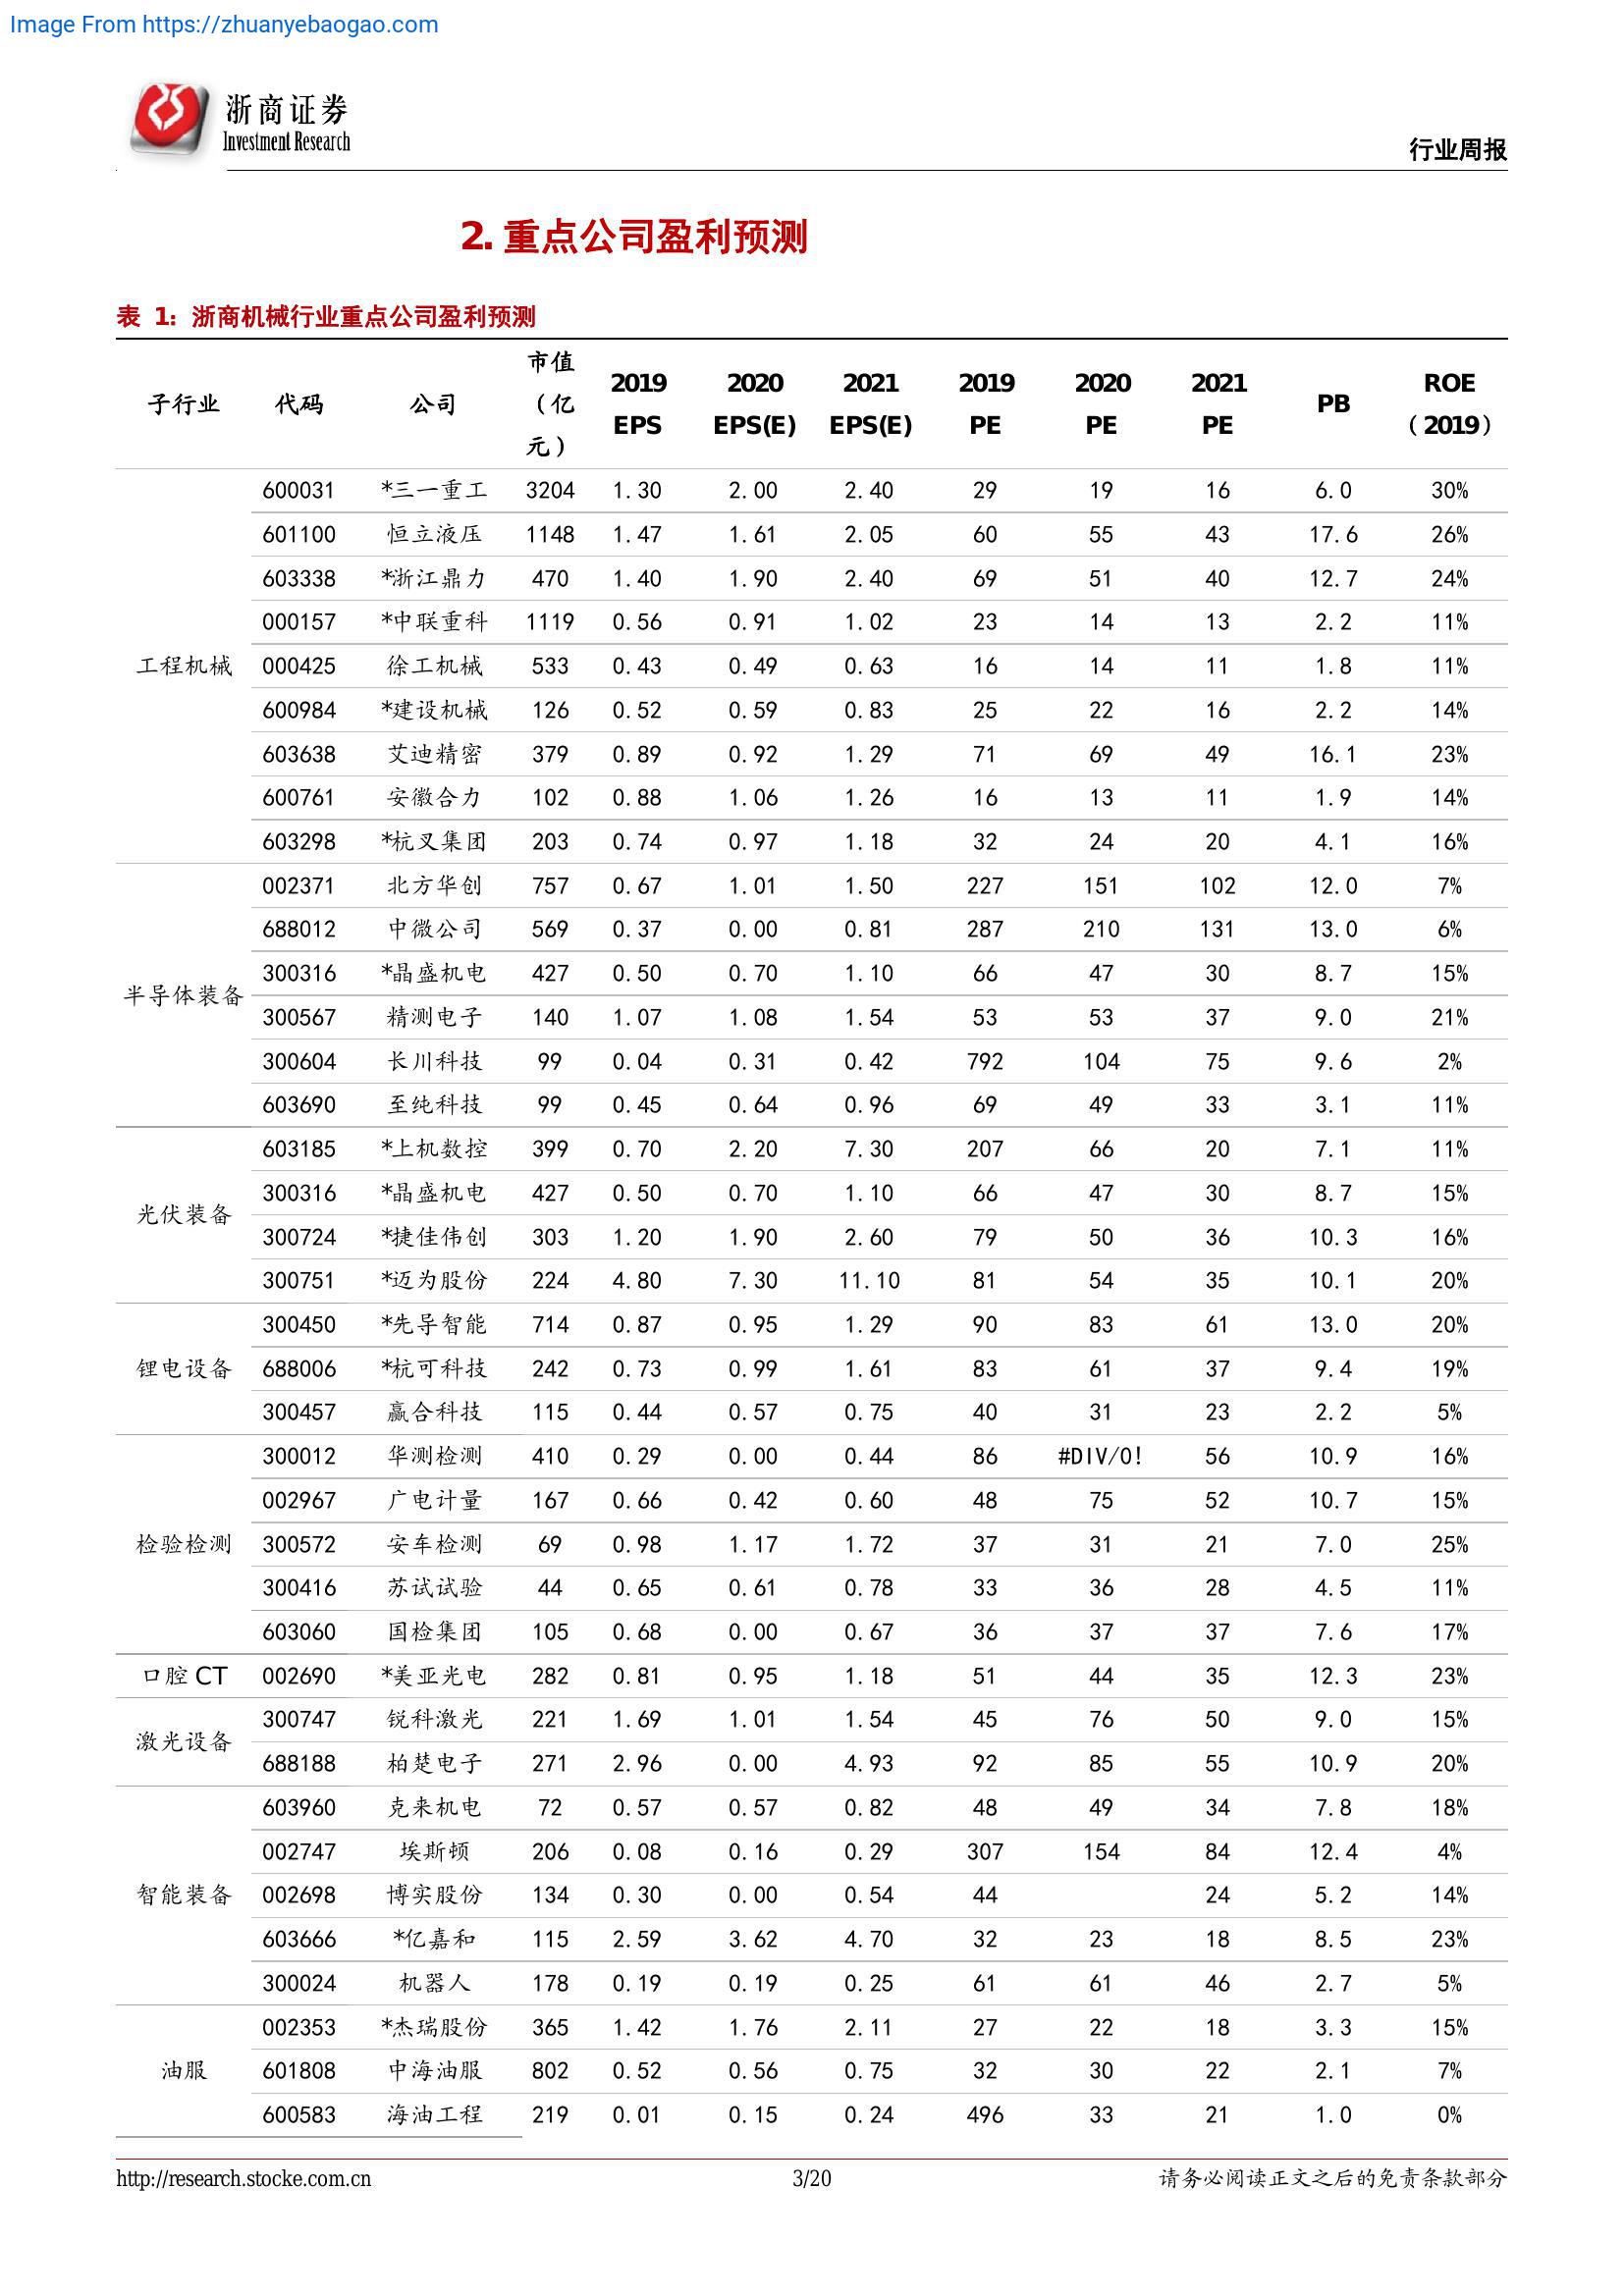 Image From https://zhuanyebaogao.com
浙商证券
Investment Research
行业周报
2. 重点公司盈利预测
表 1：浙商机械行业重点公司盈利预测
子行业 代码 公司 市值（亿元） 2019 EPS 2020 EPS(E) 2021 EPS(E) 2019 PE 2020 PE 2021 PE PB ROE（2019）
工程机械 600031 *三一重工 3204 1.30 2.00 2.40 29 19 16 6.0 30%
601100 恒立液压 1148 1.47 1.61 2.05 60 55 43 17.6 26%
603338 *浙江鼎力 470 1.40 1.90 2.40 69 51 40 12.7 24%
000157 *中联重科 1119 0.56 0.91 1.02 23 14 13 2.2 11%
000425 徐工机械 533 0.43 0.49 0.63 16 14 11 1.8 11%
600984 *建设机械 126 0.52 0.59 0.83 25 22 16 2.2 14%
603638 艾迪精密 379 0.89 0.92 1.29 71 69 49 16.1 23%
600761 安徽合力 102 0.88 1.06 1.26 16 13 11 1.9 14%
603298 *杭叉集团 203 0.74 0.97 1.18 32 24 20 4.1 16%
半导体装备 002371 北方华创 757 0.67 1.01 1.50 227 151 102 12.0 7%
688012 中微公司 569 0.37 0.00 0.81 287 210 131 13.0 6%
300316 *晶盛机电 427 0.50 0.70 1.10 66 47 30 8.7 15%
300567 精测电子 140 1.07 1.08 1.54 53 53 37 9.0 21%
300604 长川科技 99 0.04 0.31 0.42 792 104 75 9.6 2%
603690 至纯科技 99 0.45 0.64 0.96 69 49 33 3.1 11%
光伏装备 603185 *上机数控 399 0.70 2.20 7.30 207 66 20 7.1 11%
300316 *晶盛机电 427 0.50 0.70 1.10 66 47 30 8.7 15%
300724 *捷佳伟创 303 1.20 1.90 2.60 79 50 36 10.3 16%
300751 *迈为股份 224 4.80 7.30 11.10 81 54 35 10.1 20%
锂电设备 300450 *先导智能 714 0.87 0.95 1.29 90 83 61 13.0 20%
688006 *杭可科技 242 0.73 0.99 1.61 83 61 37 9.4 19%
300457 赢合科技 115 0.44 0.57 0.75 40 31 23 2.2 5%
检验检测 300012 华测检测 410 0.29 0.00 0.44 86 #DIV/0! 56 10.9 16%
002967 广电计量 167 0.66 0.42 0.60 48 75 52 10.7 15%
300572 安车检测 69 0.98 1.17 1.72 37 31 21 7.0 25%
300416 苏试试验 44 0.65 0.61 0.78 33 36 28 4.5 11%
603060 国检集团 105 0.68 0.00 0.67 36 37 37 7.6 17%
口腔 CT 002690 *美亚光电 282 0.81 0.95 1.18 51 44 35 12.3 23%
激光设备 300747 锐科激光 221 1.69 1.01 1.54 45 76 50 9.0 15%
688188 柏楚电子 271 2.96 0.00 4.93 92 85 55 10.9 20%
智能装备 603960 克来机电 72 0.57 0.57 0.82 48 49 34 7.8 18%
002747 埃斯顿 206 0.08 0.16 0.29 307 154 84 12.4 4%
002698 博实股份 134 0.30 0.00 0.54 44 24 5.2 14%
603666 *亿嘉和 115 2.59 3.62 4.70 32 23 18 8.5 23%
300024 机器人 178 0.19 0.19 0.25 61 61 46 2.7 5%
油服 002353 *杰瑞股份 365 1.42 1.76 2.11 27 22 18 3.3 15%
601808 中海油服 802 0.52 0.56 0.75 32 30 22 2.1 7%
600583 海油工程 219 0.01 0.15 0.24 496 33 21 1.0 0%
http://research.stocke.com.cn 3/20 请务必阅读正文之后的免责条款部分